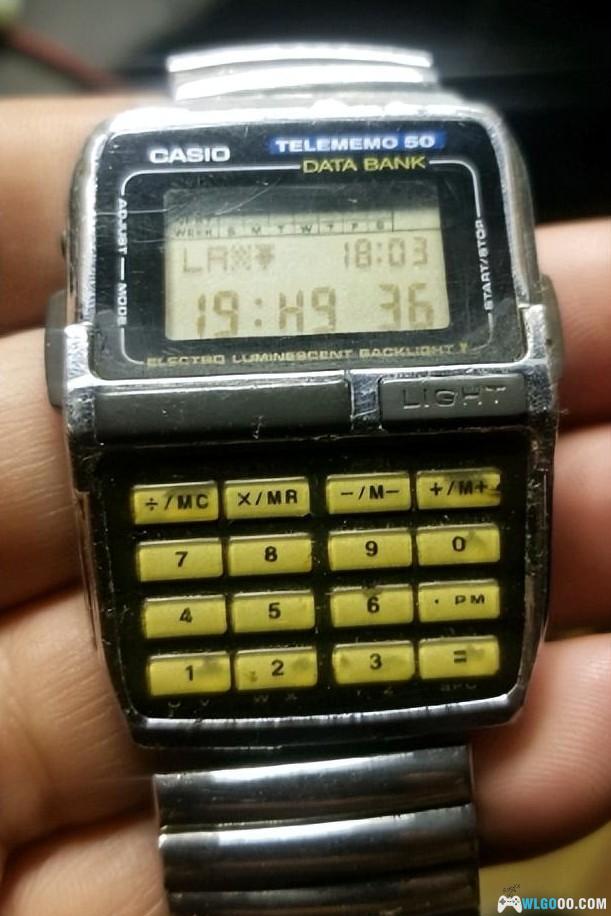 CASIO
TELEMEMO 50
DATA BANK
ADJUST — MODE
START/STOP
WEEK S M T W T F S
18:03
19:49 36
ELECTRO LUMINESCENT BACKLIGHT
LIGHT
÷/MC ×/MR −/M− +/M+
7 8 9 0
4 5 6 · PM
1 2 3 =
W X
SPC
WLGOOO.COM